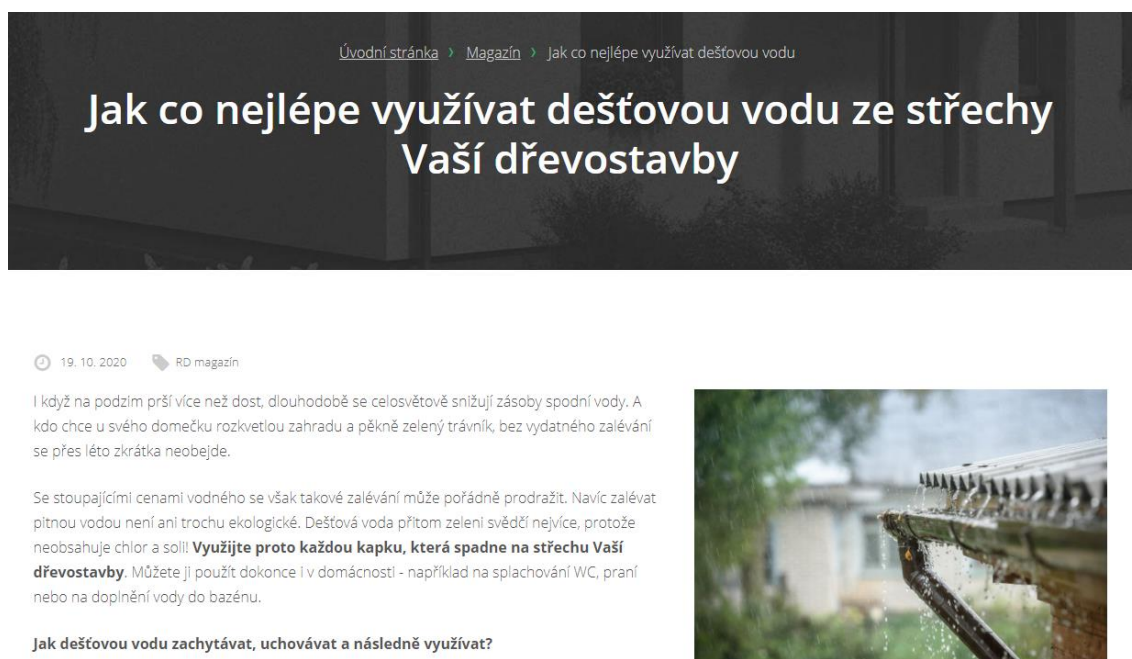 Úvodní stránka › Magazín › Jak co nejlépe využívat dešťovou vodu
Jak co nejlépe využívat dešťovou vodu ze střechy
Vaší dřevostavby
19. 10. 2020 RD magazín
I když na podzim prší více než dost, dlouhodobě se celosvětově snižují zásoby spodní vody. A
kdo chce u svého domečku rozkvetlou zahradu a pěkně zelený trávník, bez vydatného zalévání
se přes léto zkrátka neobejde.
Se stoupajícími cenami vodného se však takové zalévání může pořádně prodražit. Navíc zalévat
pitnou vodou není ani trochu ekologické. Dešťová voda přitom zeleni svědčí nejvíce, protože
neobsahuje chlor a soli! Využijte proto každou kapku, která spadne na střechu Vaší
dřevostavby. Můžete ji použít dokonce i v domácnosti - například na splachování WC, praní
nebo na doplnění vody do bazénu.
Jak dešťovou vodu zachytávat, uchovávat a následně využívat?